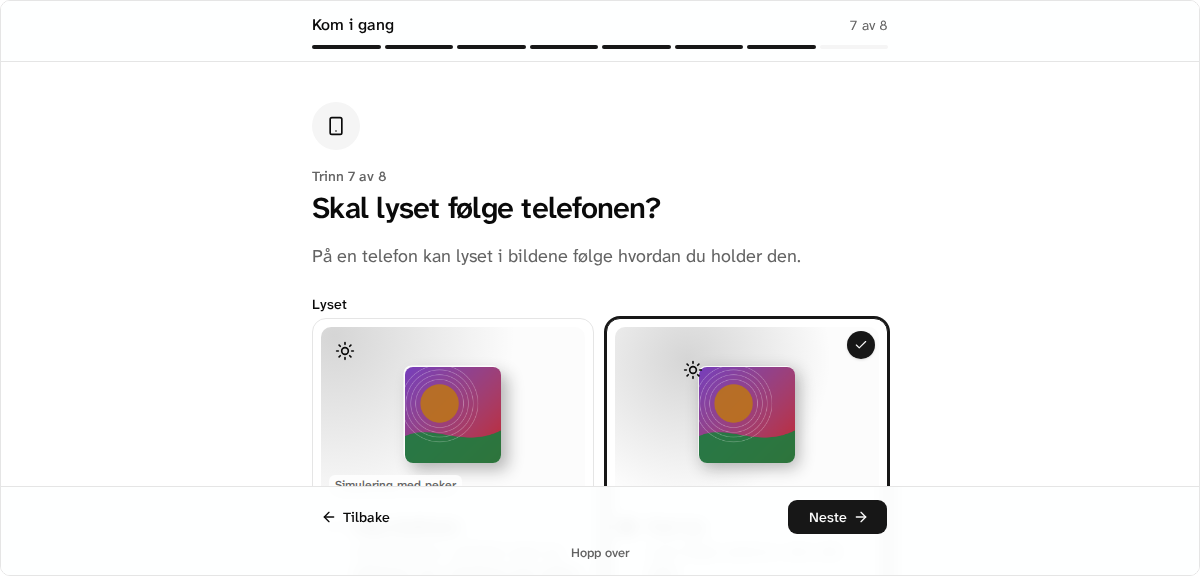 Kom i gang
7 av 8
Trinn 7 av 8
Skal lyset følge telefonen?
På en telefon kan lyset i bildene følge hvordan du holder den.
Lyset
Simulering med peker
Tilbake
Neste
Hopp over